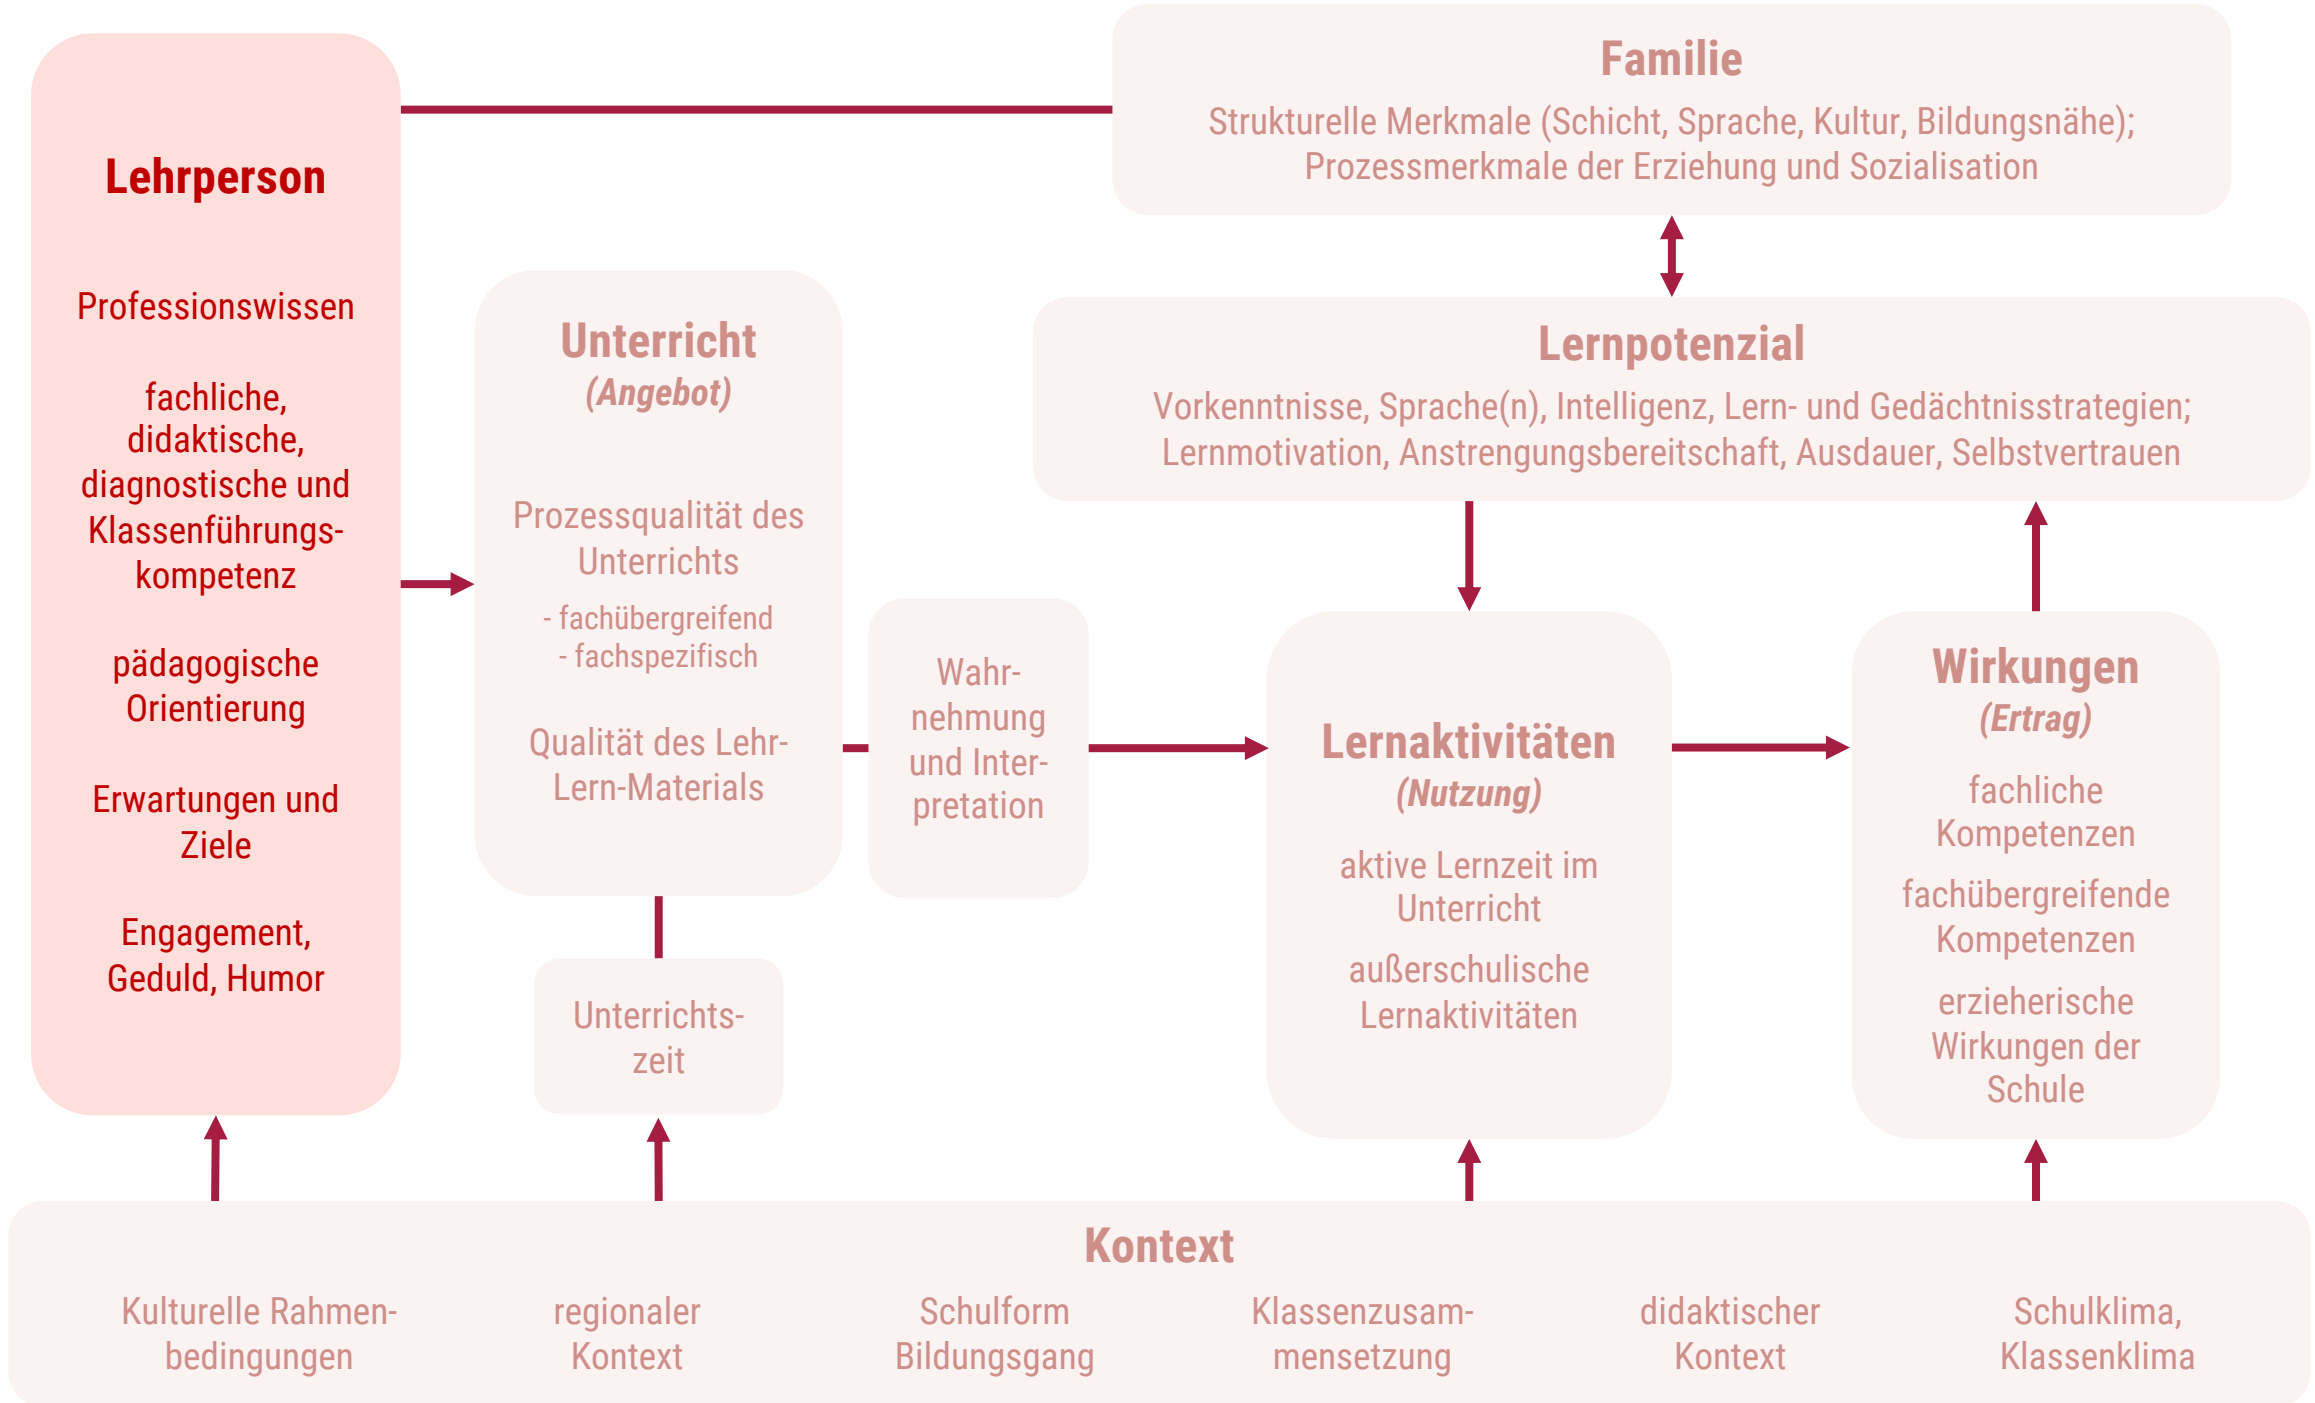 Lehrperson
Professionswissen
fachliche,
didaktische,
diagnostische und
Klassenführungs-
kompetenz
pädagogische
Orientierung
Erwartungen und
Ziele
Engagement,
Geduld, Humor
Familie
Strukturelle Merkmale (Schicht, Sprache, Kultur, Bildungsnähe);
Prozessmerkmale der Erziehung und Sozialisation
Unterricht
(Angebot)
Prozessqualität des
Unterrichts
- fachübergreifend
- fachspezifisch
Qualität des Lehr-
Lern-Materials
Unterrichts-
zeit
Lernpotenzial
Vorkenntnisse, Sprache(n), Intelligenz, Lern- und Gedächtnisstrategien;
Lernmotivation, Anstrengungsbereitschaft, Ausdauer, Selbstvertrauen
Wahr-
nehmung
und Inter-
pretation
Lernaktivitäten
(Nutzung)
aktive Lernzeit im
Unterricht
außerschulische
Lernaktivitäten
Wirkungen
(Ertrag)
fachliche
Kompetenzen
fachübergreifende
Kompetenzen
erzieherische
Wirkungen der
Schule
Kontext
Kulturelle Rahmen-
bedingungen
regionaler
Kontext
Schulform
Bildungsgang
Klassenzusam-
mensetzung
didaktischer
Kontext
Schulklima,
Klassenklima